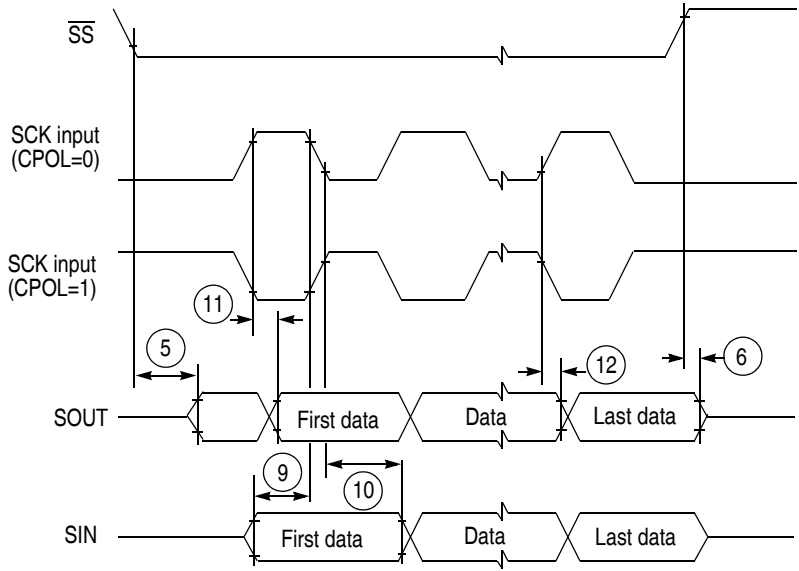 SS
SCK input
(CPOL=0)
SCK input
(CPOL=1)
11
5
12
6
SOUT
First data
Data
Last data
9
10
SIN
First data
Data
Last data